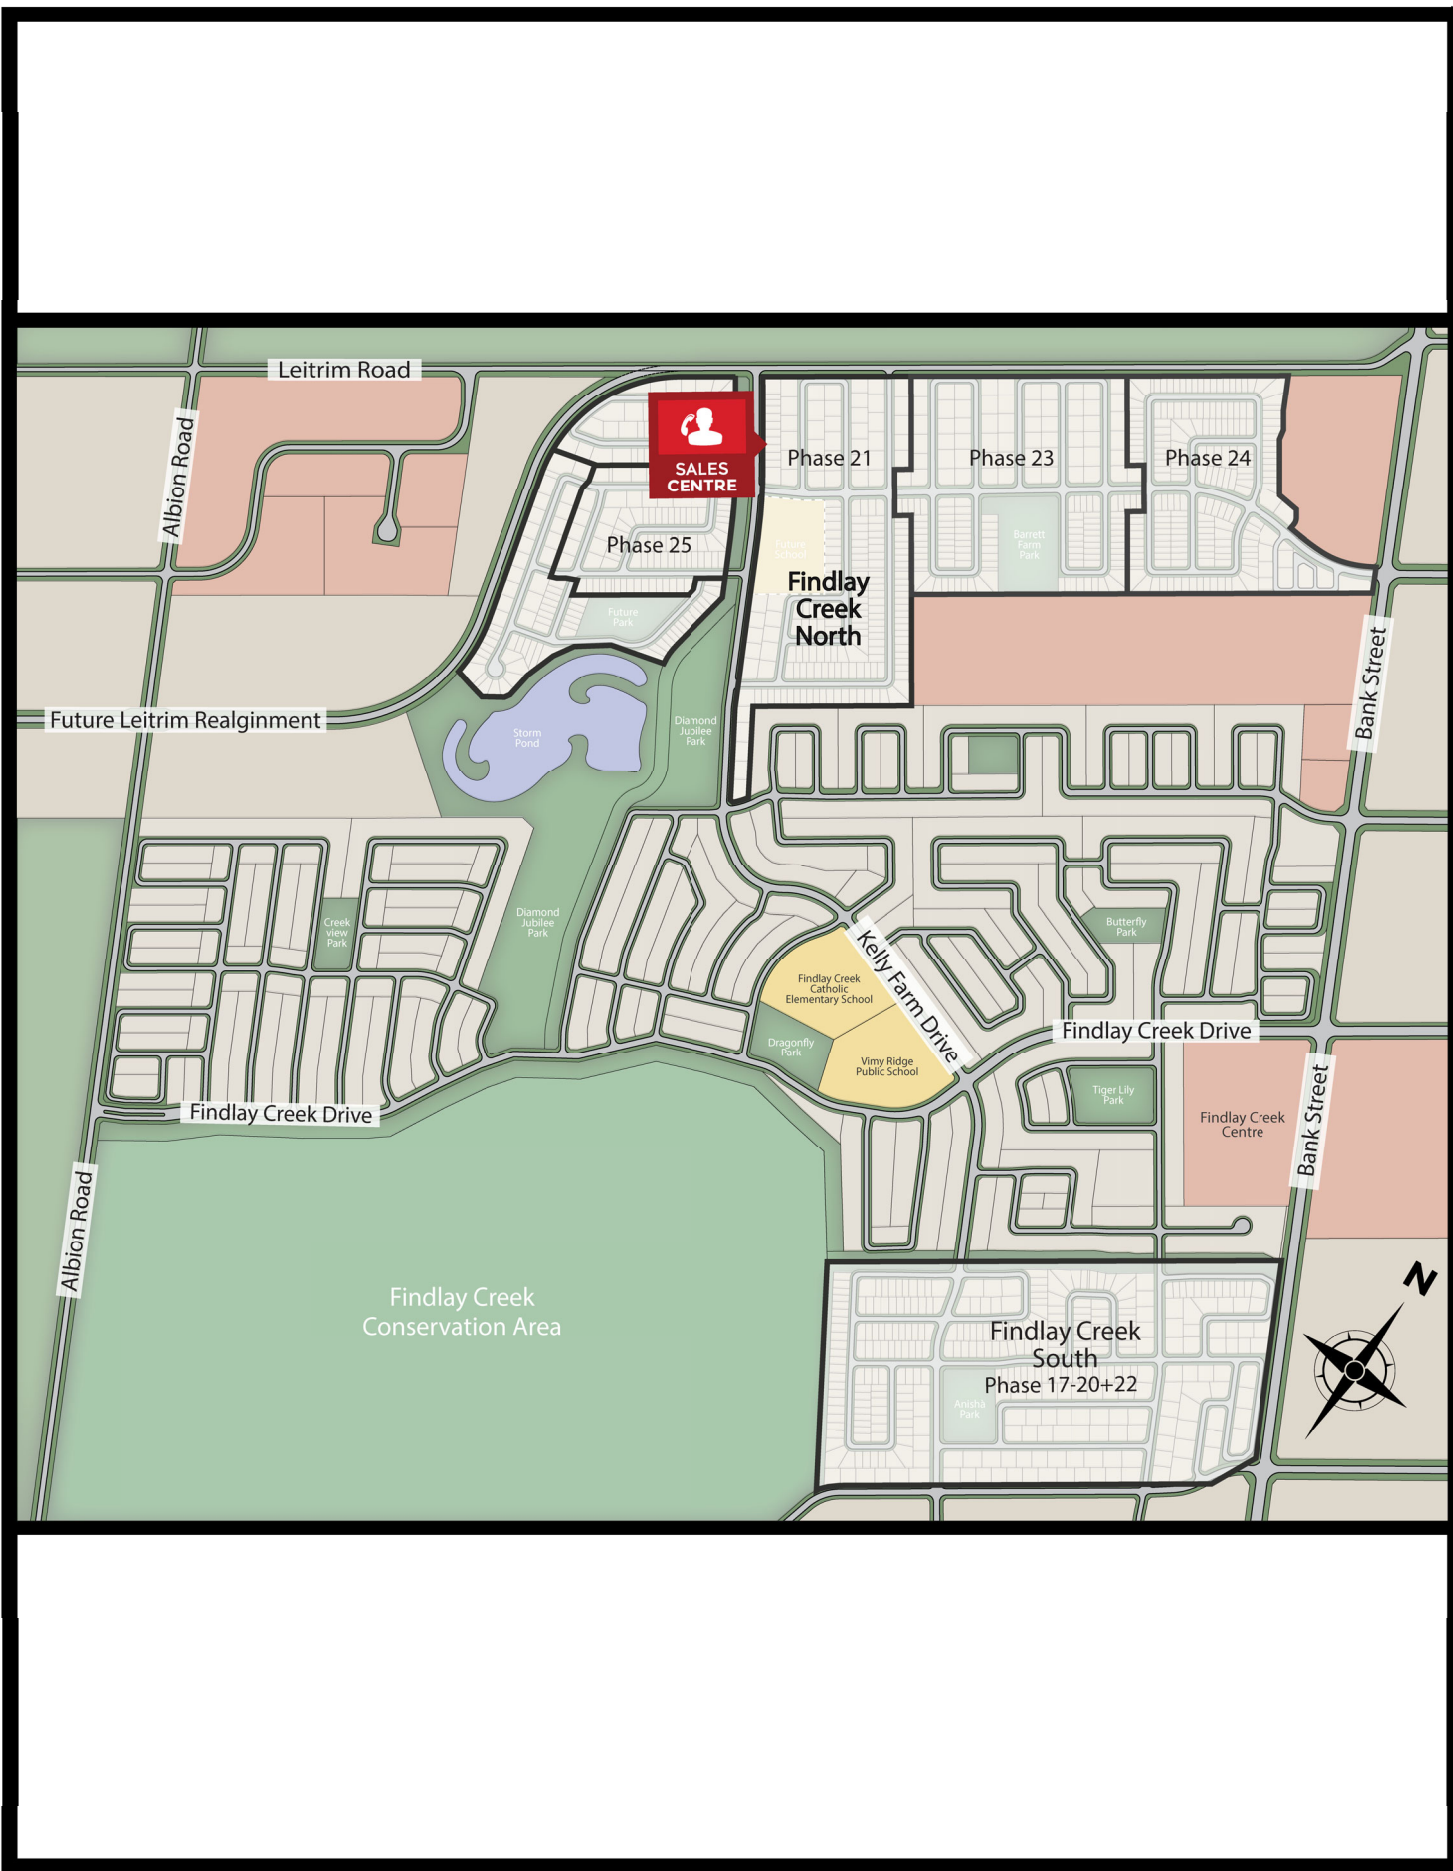 Leitrim Road
Albion Road
SALES
CENTRE
Phase 21
Phase 23
Phase 24
Phase 25
Future
School
Barrett
Farm
Park
Findlay
Creek
North
Future
Park
Bank Street
Future Leitrim Realginment
Storm
Pond
Diamond
Jubilee
Park
Creek
view
Park
Diamond
Jubilee
Park
Butterfly
Park
Kelly Farm Drive
Findlay Creek
Catholic
Elementary School
Dragonfly
Park
Vimy Ridge
Public School
Findlay Creek Drive
Tiger Lily
Park
Findlay Creek
Centre
Bank Street
Findlay Creek Drive
Albion Road
Findlay Creek
Conservation Area
N
Findlay Creek
South
Phase 17-20+22
Anisha
Park